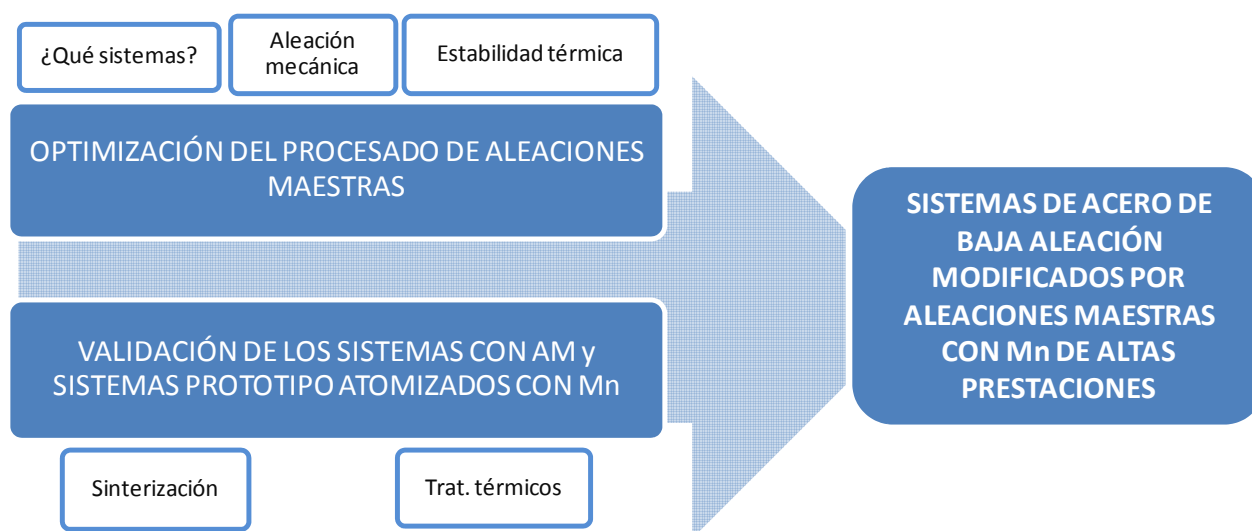 ¿Qué sistemas?
Aleación
mecánica
Estabilidad térmica
OPTIMIZACIÓN DEL PROCESADO DE ALEACIONES
MAESTRAS
VALIDACIÓN DE LOS SISTEMAS CON AM y
SISTEMAS PROTOTIPO ATOMIZADOS CON Mn
Sinterización
Trat. térmicos
SISTEMAS DE ACERO DE
BAJA ALEACIÓN
MODIFICADOS POR
ALEACIONES MAESTRAS
CON Mn DE ALTAS
PRESTACIONES